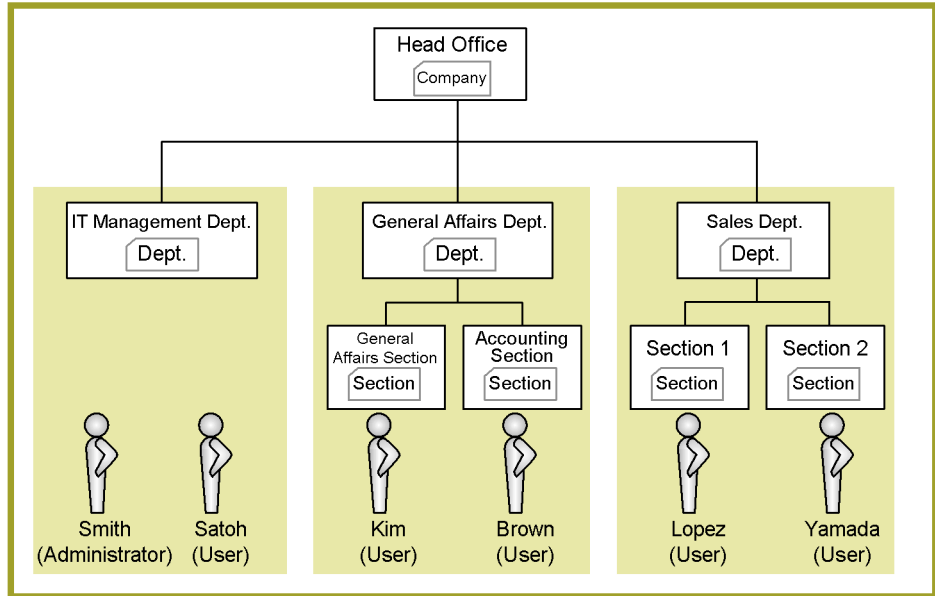 Head Office
Company
IT Management Dept.
Dept.
General Affairs Dept.
Dept.
Sales Dept.
Dept.
General
Affairs Section
Section
Accounting
Section
Section
Section 1
Section
Section 2
Section
Smith
(Administrator)
Satoh
(User)
Kim
(User)
Brown
(User)
Lopez
(User)
Yamada
(User)